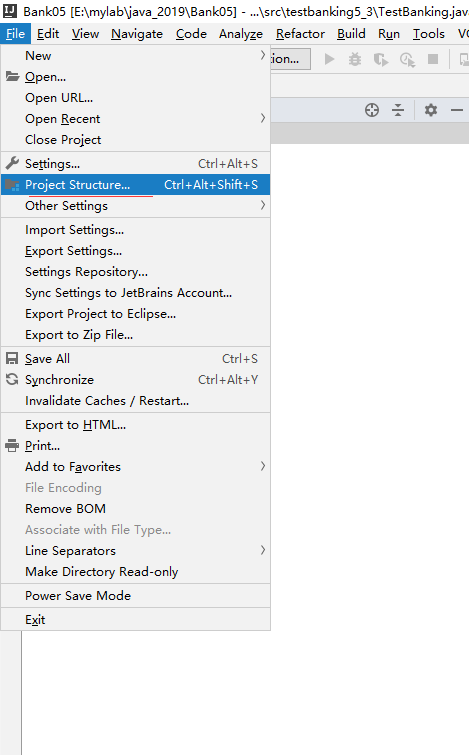 Bank05 [E:\mylab\java_2019\Bank05] - ...\src\testbanking5_3\TestBanking.java
File Edit View Navigate Code Analyze Refactor Build Run Tools VC
New
Open...
Open URL...
Open Recent
Close Project
Settings... Ctrl+Alt+S
Project Structure... Ctrl+Alt+Shift+S
Other Settings
Import Settings...
Export Settings...
Settings Repository...
Sync Settings to JetBrains Account...
Export Project to Eclipse...
Export to Zip File...
Save All Ctrl+S
Synchronize Ctrl+Alt+Y
Invalidate Caches / Restart...
Export to HTML...
Print...
Add to Favorites
File Encoding
Remove BOM
Associate with File Type...
Line Separators
Make Directory Read-only
Power Save Mode
Exit
ion...